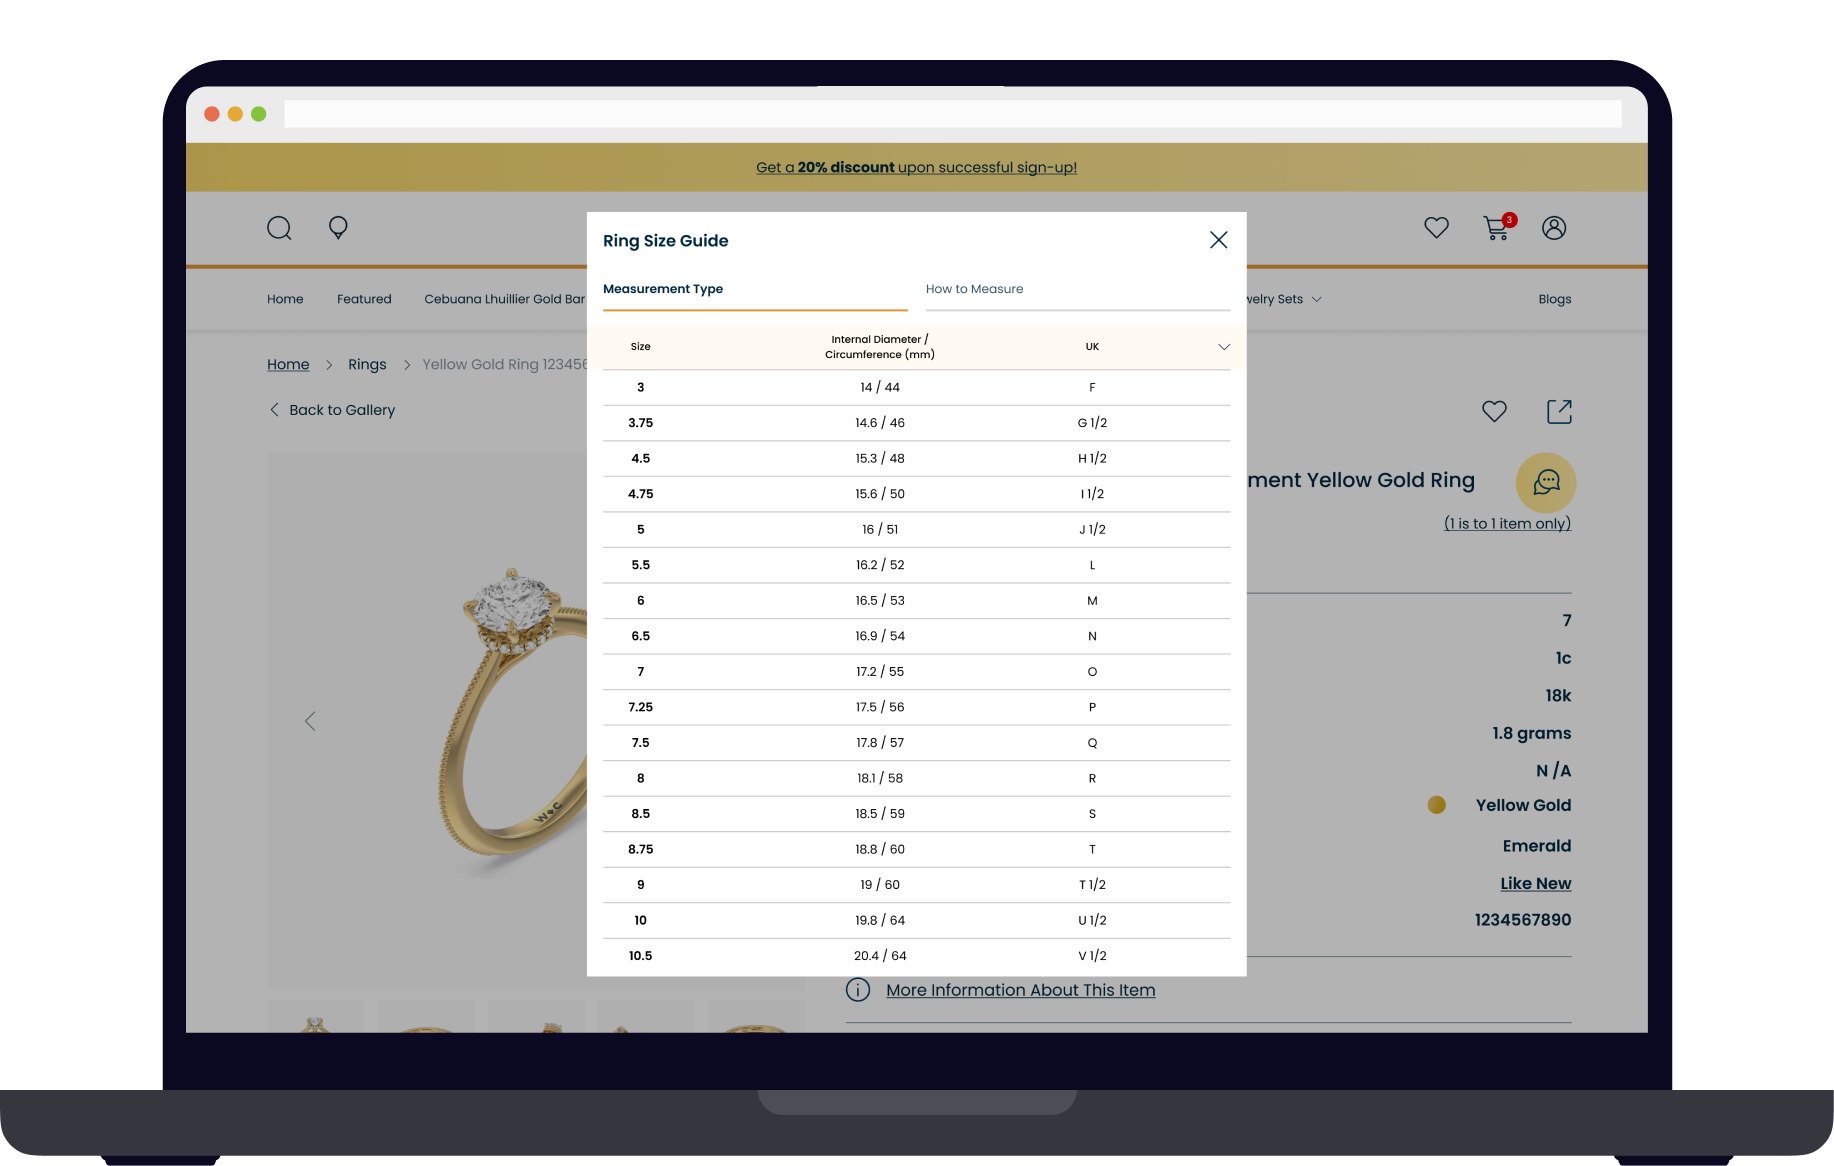 Get a 20% discount upon successful sign-up!
3
Ring Size Guide
Measurement Type
How to Measure
Home
Featured
Cebuana Lhuillier Gold Bar
welry Sets
Blogs
Size
Internal Diameter /
Circumference (mm)
UK
Home > Rings > Yellow Gold Ring 123456
Back to Gallery
3 14 / 44 F
3.75 14.6 / 46 G 1/2
4.5 15.3 / 48 H 1/2
4.75 15.6 / 50 I 1/2
5 16 / 51 J 1/2
5.5 16.2 / 52 L
6 16.5 / 53 M
6.5 16.9 / 54 N
7 17.2 / 55 O
7.25 17.5 / 56 P
7.5 17.8 / 57 Q
8 18.1 / 58 R
8.5 18.5 / 59 S
8.75 18.8 / 60 T
9 19 / 60 T 1/2
10 19.8 / 64 U 1/2
10.5 20.4 / 64 V 1/2
ment Yellow Gold Ring
(1 is to 1 item only)
7
1c
18k
1.8 grams
N /A
Yellow Gold
Emerald
Like New
1234567890
W C
More Information About This Item